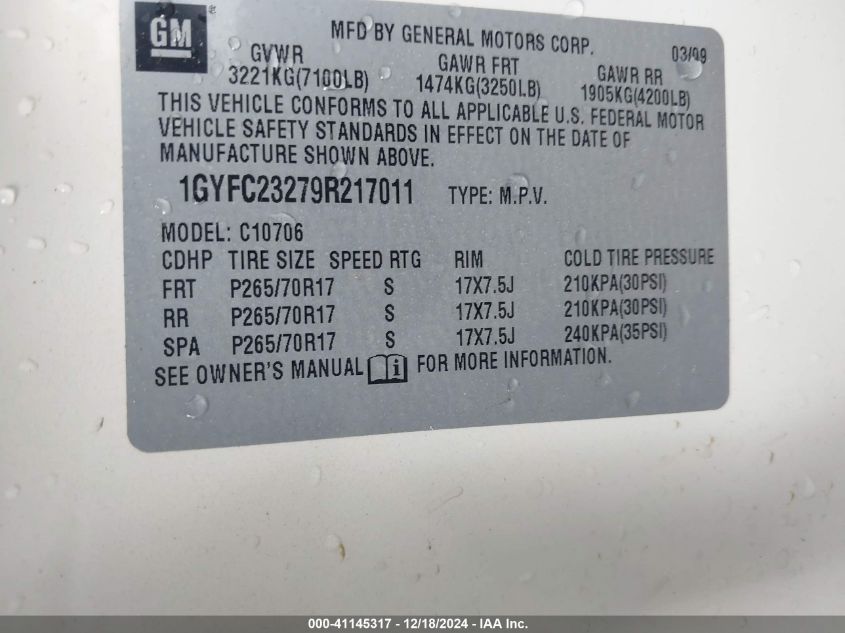 GM
MFD BY GENERAL MOTORS CORP.
03/09
GVWR GAWR FRT GAWR RR
3221KG(7100LB) 1474KG(3250LB) 1905KG(4200LB)
THIS VEHICLE CONFORMS TO ALL APPLICABLE U.S. FEDERAL MOTOR
VEHICLE SAFETY STANDARDS IN EFFECT ON THE DATE OF
MANUFACTURE SHOWN ABOVE.
1GYFC23279R217011 TYPE: M.P.V.
MODEL: C10706
CDHP TIRE SIZE SPEED RTG RIM COLD TIRE PRESSURE
FRT P265/70R17 S 17X7.5J 210KPA(30PSI)
RR P265/70R17 S 17X7.5J 210KPA(30PSI)
SPA P265/70R17 S 17X7.5J 240KPA(35PSI)
SEE OWNER'S MANUAL i FOR MORE INFORMATION.
000-41145317 - 12/18/2024 - IAA Inc.